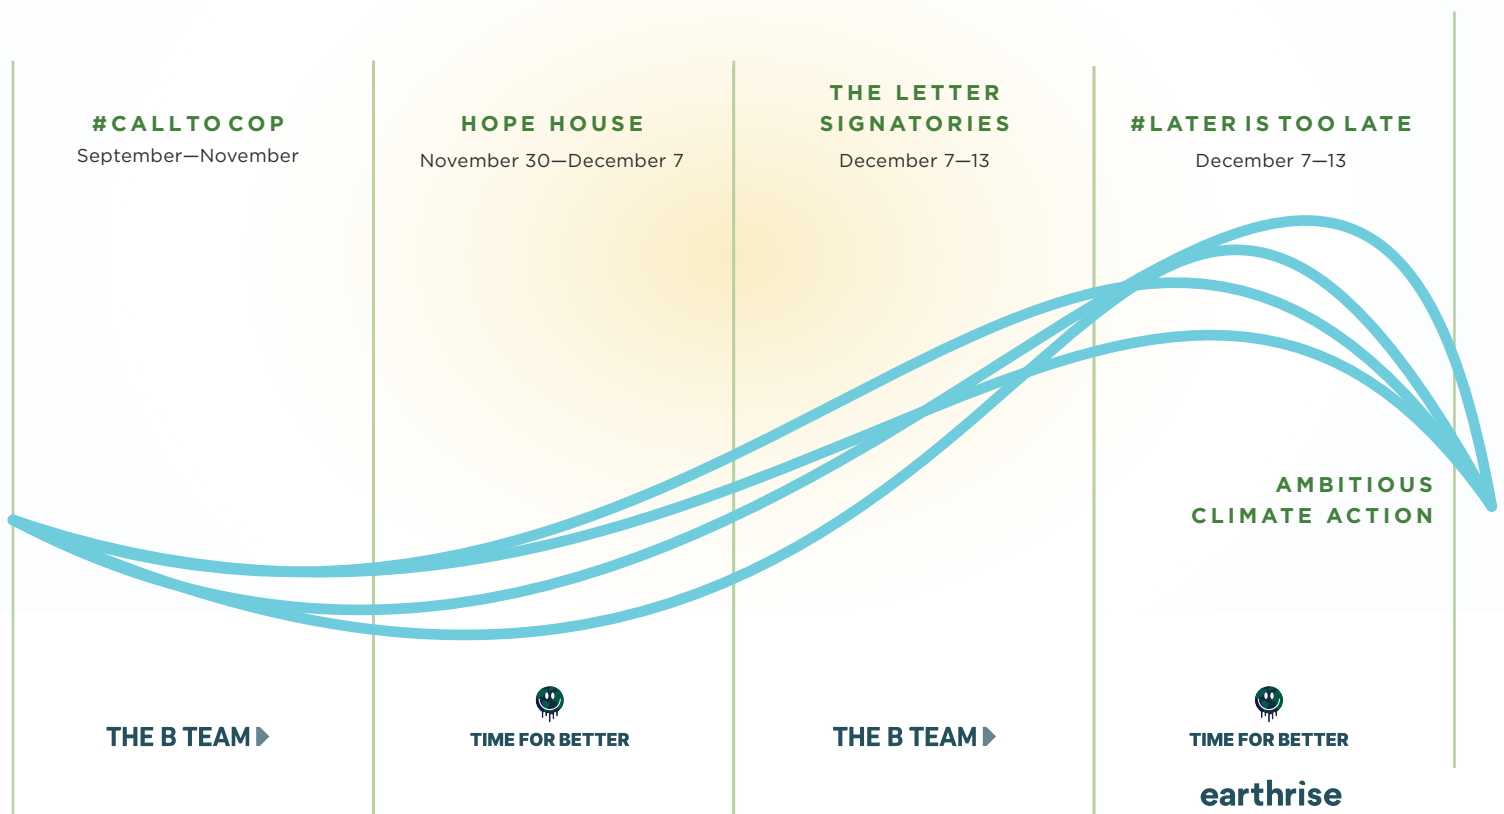 #CALLTOCOP
September—November
HOPE HOUSE
November 30—December 7
THE LETTER
SIGNATORIES
December 7—13
#LATER IS TOO LATE
December 7—13
AMBITIOUS
CLIMATE ACTION
THE B TEAM
TIME FOR BETTER
THE B TEAM
TIME FOR BETTER
earthrise